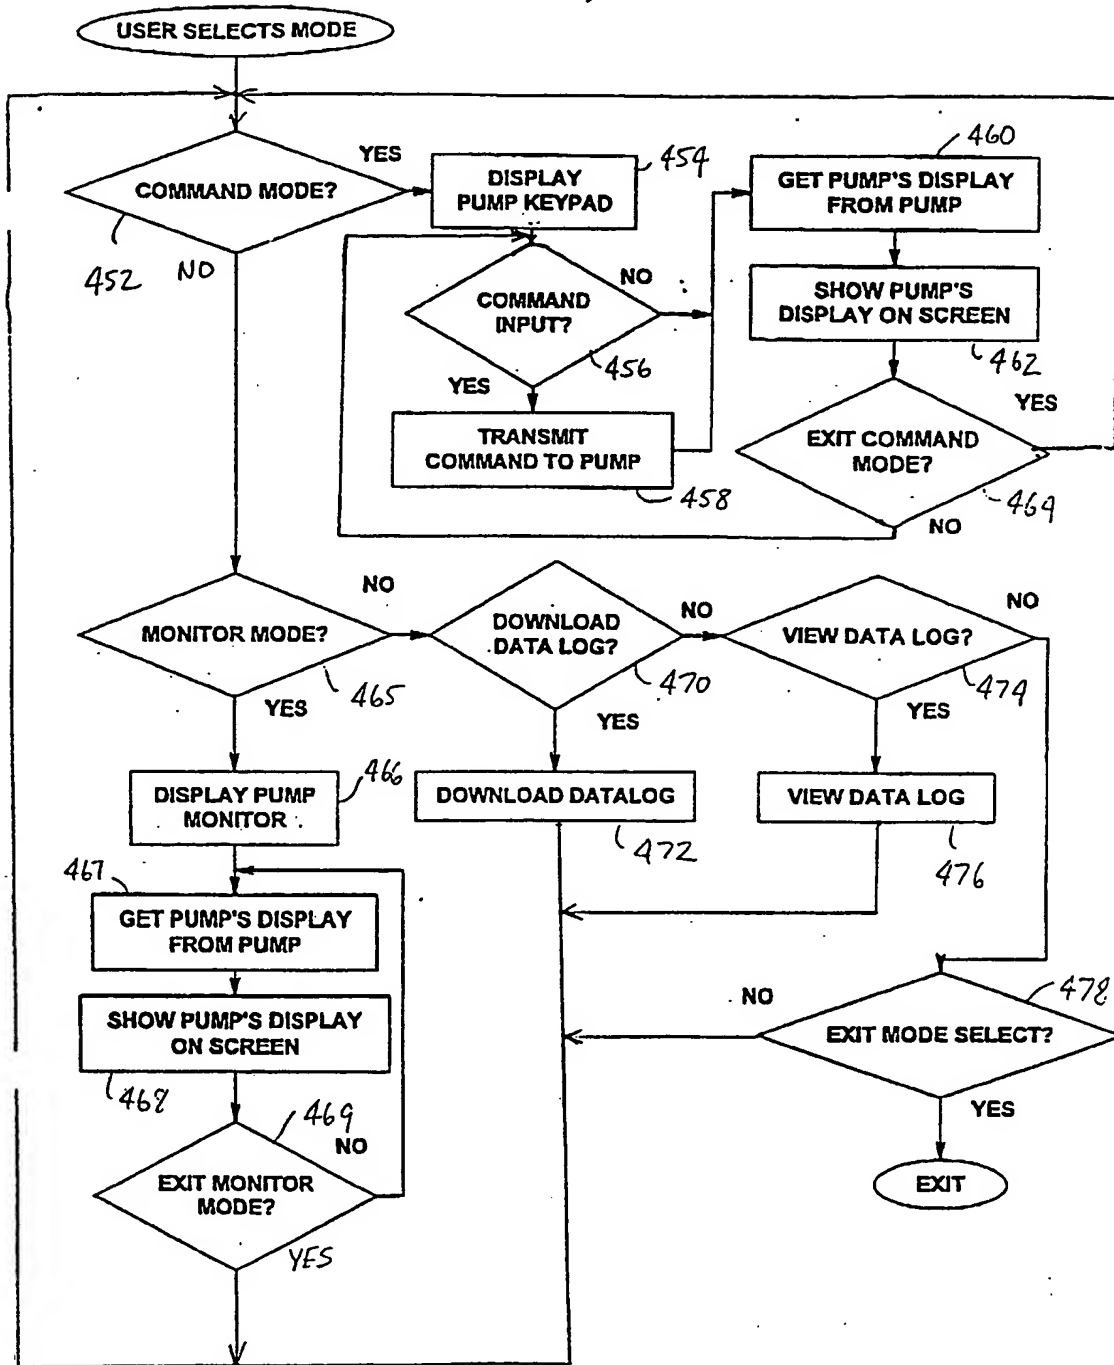 USER SELECTS MODE
COMMAND MODE?
YES
452
NO
DISPLAY
PUMP KEYPAD
454
COMMAND
INPUT?
NO
456
YES
TRANSMIT
COMMAND TO PUMP
458
460
GET PUMP'S DISPLAY
FROM PUMP
SHOW PUMP'S
DISPLAY ON SCREEN
462
EXIT COMMAND
MODE?
YES
464
NO
MONITOR MODE?
NO
465
YES
DOWNLOAD
DATA LOG?
NO
470
YES
VIEW DATA LOG?
NO
474
YES
DISPLAY PUMP
MONITOR
466
DOWNLOAD DATALOG
472
VIEW DATA LOG
476
467
GET PUMP'S DISPLAY
FROM PUMP
SHOW PUMP'S DISPLAY
ON SCREEN
468
EXIT MONITOR
MODE?
469
NO
YES
EXIT MODE SELECT?
NO
478
YES
EXIT